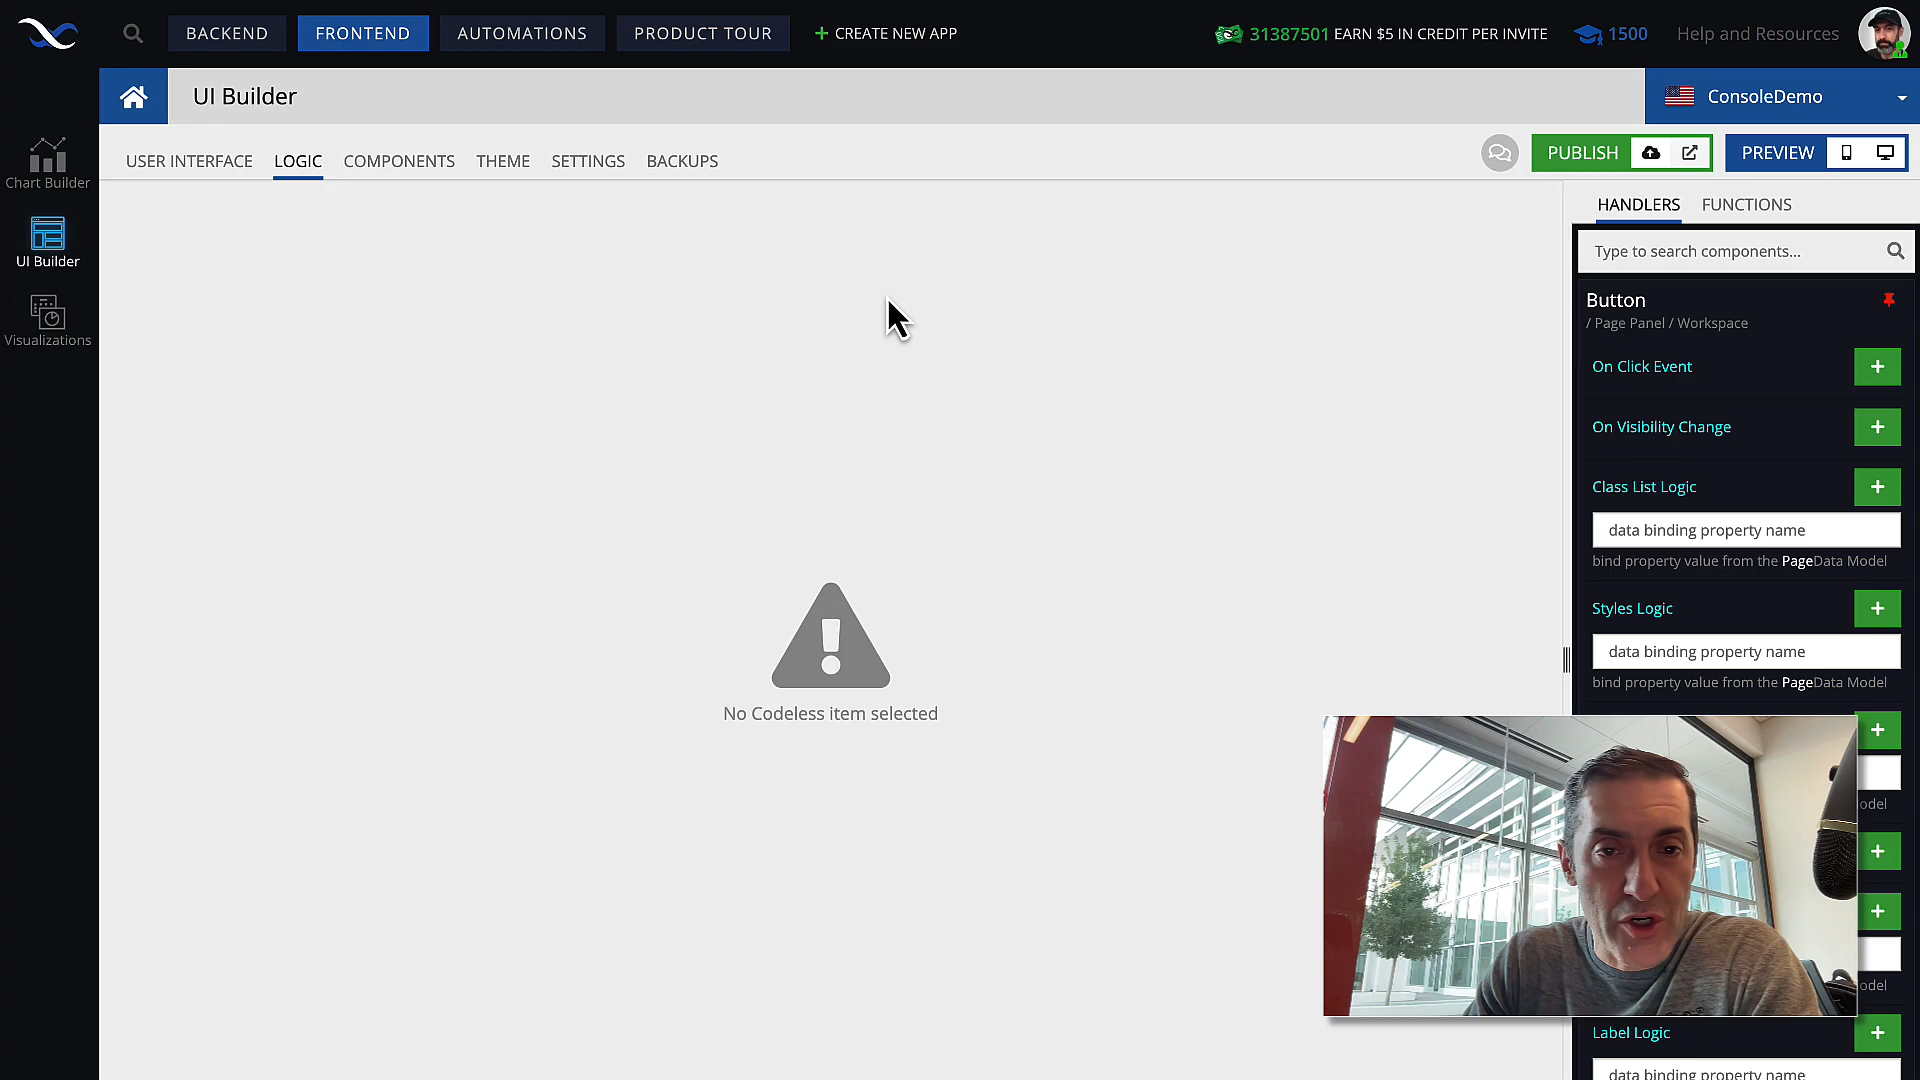 BACKEND
FRONTEND
AUTOMATIONS
PRODUCT TOUR
CREATE NEW APP
31387501 EARN $5 IN CREDIT PER INVITE
1500
Help and Resources
UI Builder
ConsoleDemo
USER INTERFACE
LOGIC
COMPONENTS
THEME
SETTINGS
BACKUPS
PUBLISH
PREVIEW
Chart Builder
UI Builder
Visualizations
No Codeless item selected
HANDLERS
FUNCTIONS
Type to search components...
Button
/ Page Panel / Workspace
On Click Event
On Visibility Change
Class List Logic
data binding property name
bind property value from the PageData Model
Styles Logic
data binding property name
bind property value from the PageData Model
odel
odel
Label Logic
data binding property name